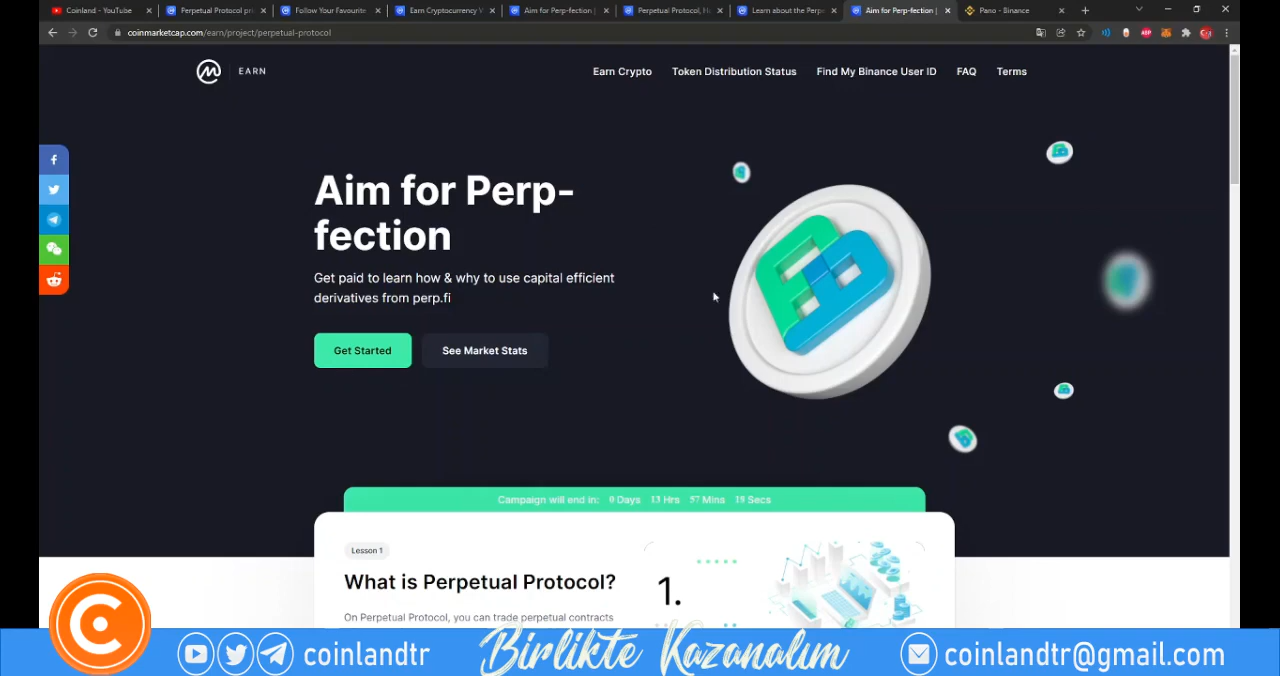 Coinland - YouTube
Perpetual Protocol pr
Follow Your Favourite
Earn Cryptocurrency V
Aim for Perp-fection |
Perpetual Protocol, H
Learn about the Perpe
Aim for Perp-fection |
Pano - Binance
coinmarketcap.com/earn/project/perpetual-protocol
EARN
Earn Crypto
Token Distribution Status
Find My Binance User ID
FAQ
Terms
Aim for Perp-
fection
Get paid to learn how & why to use capital efficient
derivatives from perp.fi
Get Started
See Market Stats
Campaign will end in: 0 Days 13 Hrs 57 Mins 19 Secs
Lesson 1
What is Perpetual Protocol?
On Perpetual Protocol, you can trade perpetual contracts
1.
coinlandtr
Birlikte Kazanalım
coinlandtr@gmail.com